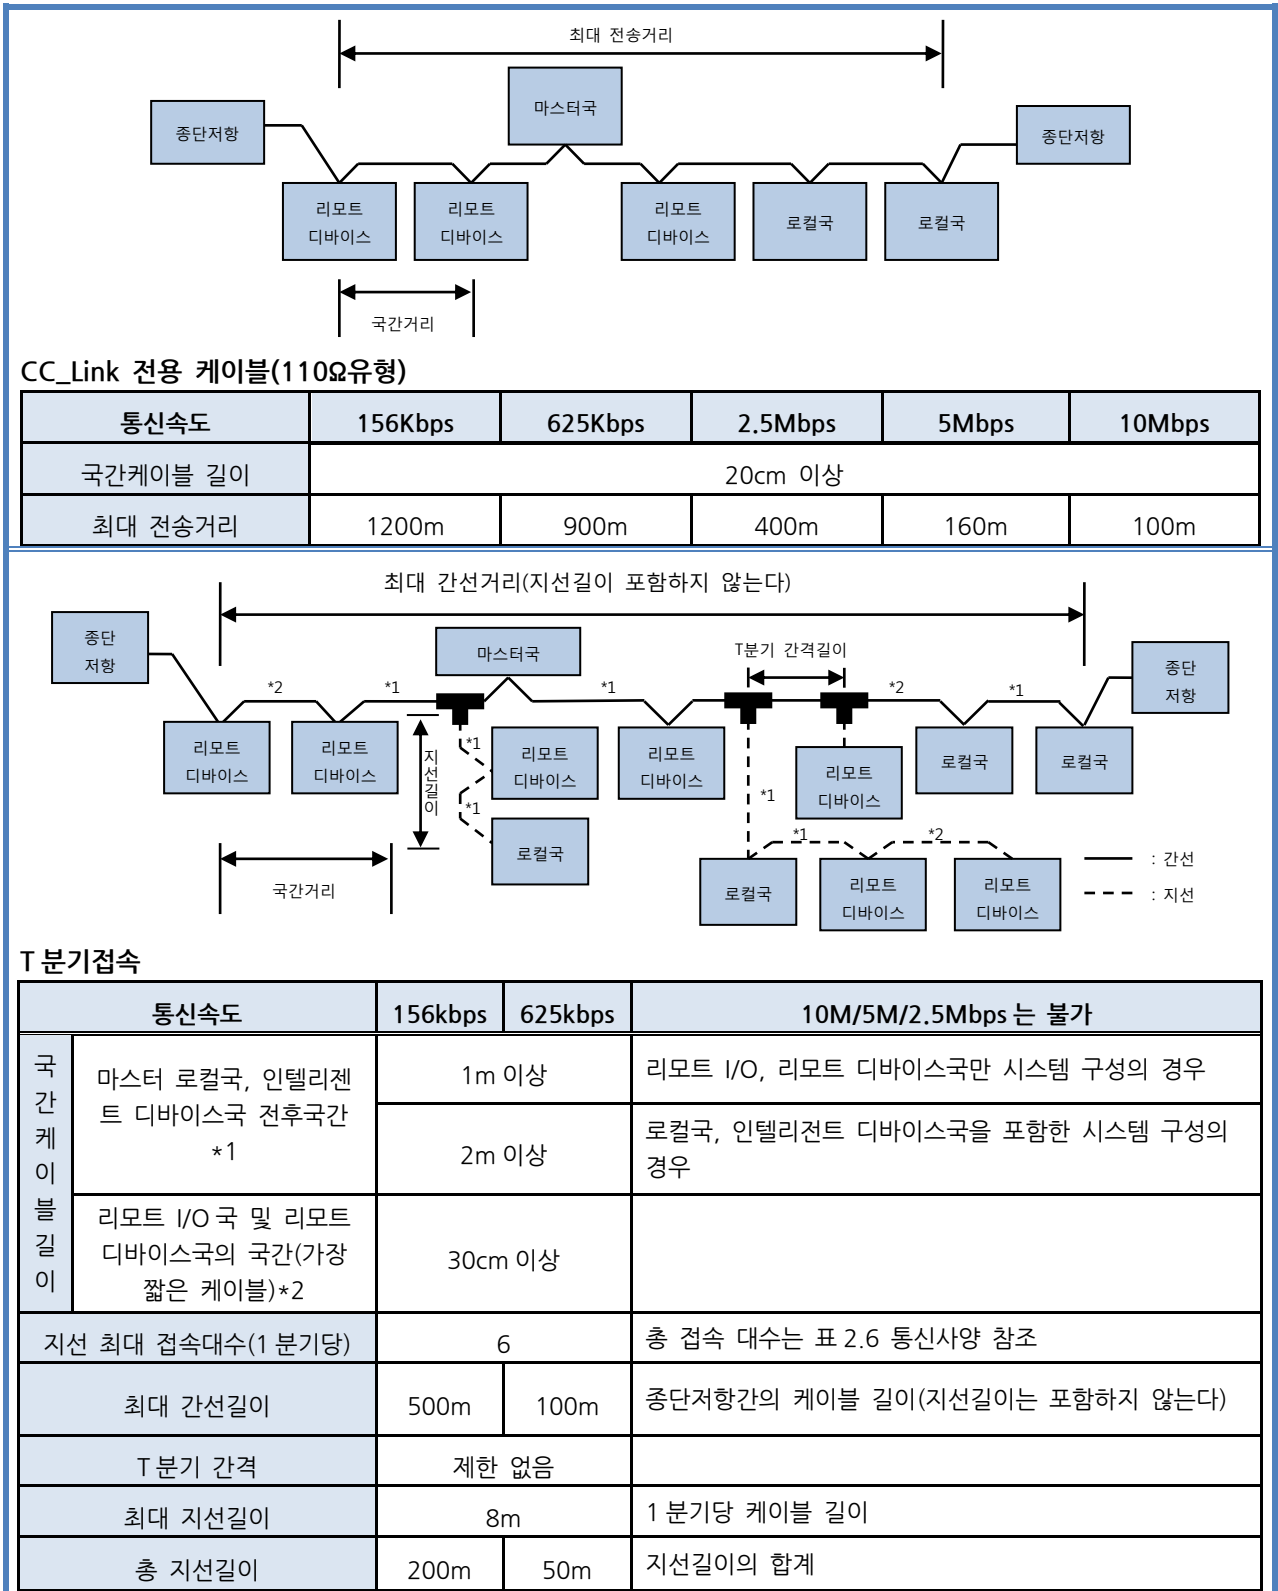 최대 전송거리
마스터국
종단저항
종단저항
리모트
디바이스
리모트
디바이스
리모트
디바이스
로컬국
로컬국
국간거리
CC_Link 전용 케이블(110Ω유형)
통신속도 156Kbps 625Kbps 2.5Mbps 5Mbps 10Mbps
국간케이블 길이 20cm 이상
최대 전송거리 1200m 900m 400m 160m 100m
최대 간선거리(지선길이 포함하지 않는다)
종단
저항
마스터국
T분기 간격길이
종단
저항
*2 *1 *1 *2 *1
리모트
디바이스
리모트
디바이스
지선길이
*1
리모트
디바이스
리모트
디바이스
*1
리모트
디바이스
로컬국
로컬국
*1
로컬국
*1 *2
국간거리
로컬국
리모트
디바이스
리모트
디바이스
: 간선
: 지선
T 분기접속
통신속도 156kbps 625kbps 10M/5M/2.5Mbps 는 불가
국간케이블길이
마스터 로컬국, 인텔리젠
트 디바이스국 전후국간
*1
1m 이상 리모트 I/O, 리모트 디바이스국만 시스템 구성의 경우
2m 이상 로컬국, 인텔리전트 디바이스국을 포함한 시스템 구성의
경우
리모트 I/O 국 및 리모트
디바이스국의 국간(가장
짧은 케이블)*2
30cm 이상
지선 최대 접속대수(1 분기당) 6 총 접속 대수는 표 2.6 통신사양 참조
최대 간선길이 500m 100m 종단저항간의 케이블 길이(지선길이는 포함하지 않는다)
T 분기 간격 제한 없음
최대 지선길이 8m 1 분기당 케이블 길이
총 지선길이 200m 50m 지선길이의 합계